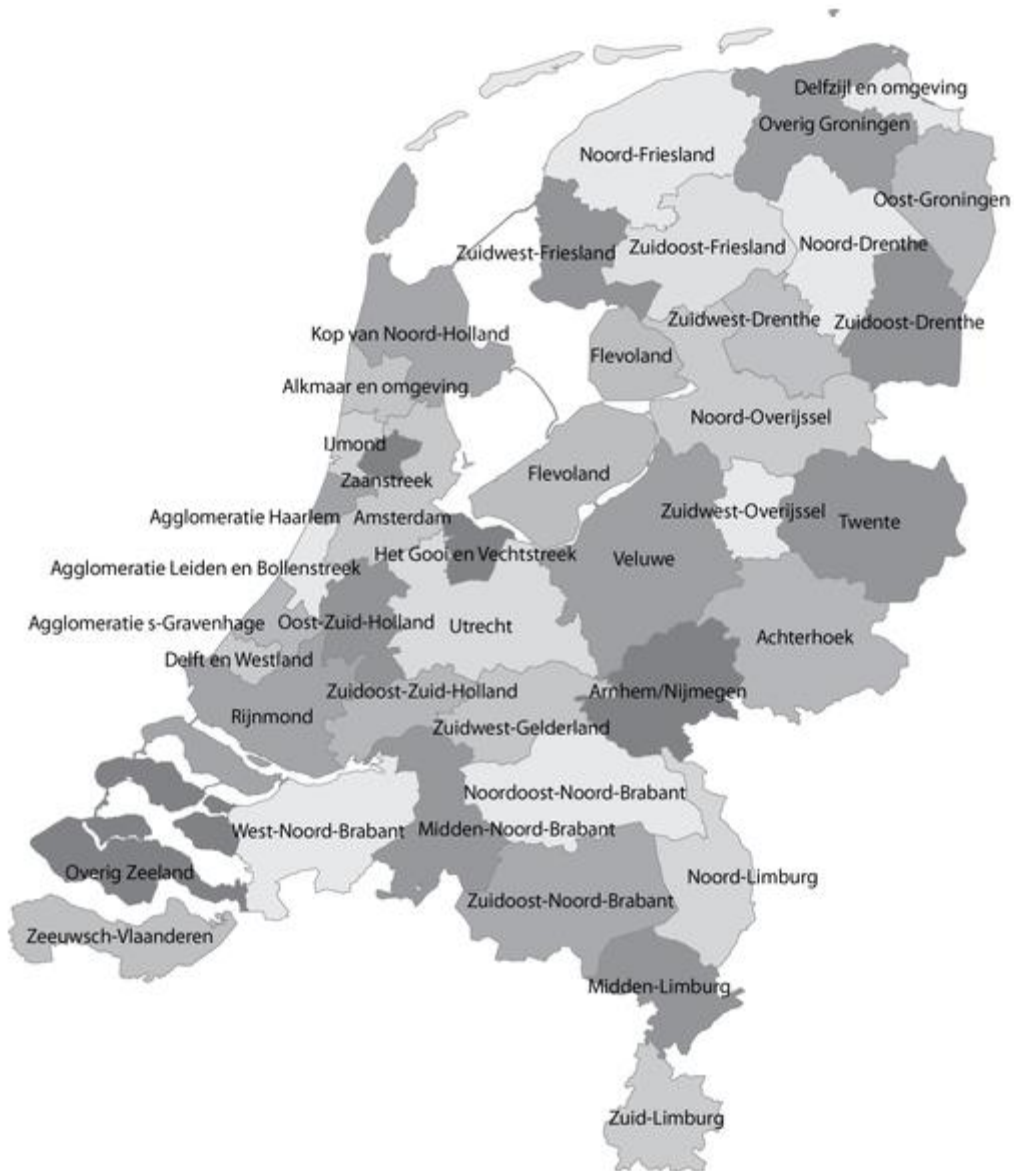 Delfzijl en omgeving
Overig Groningen
Noord-Friesland
Oost-Groningen
Zuidwest-Friesland
Zuidoost-Friesland
Noord-Drenthe
Zuidwest-Drenthe
Zuidoost-Drenthe
Kop van Noord-Holland
Flevoland
Alkmaar en omgeving
Noord-Overijssel
IJmond
Zaanstreek
Flevoland
Agglomeratie Haarlem
Amsterdam
Zuidwest-Overijssel
Twente
Het Gooi en Vechtstreek
Veluwe
Agglomeratie Leiden en Bollenstreek
Agglomeratie s-Gravenhage
Oost-Zuid-Holland
Utrecht
Achterhoek
Delft en Westland
Zuidoost-Zuid-Holland
Arnhem/Nijmegen
Rijnmond
Zuidwest-Gelderland
Noordoost-Noord-Brabant
West-Noord-Brabant
Midden-Noord-Brabant
Overig Zeeland
Noord-Limburg
Zuidoost-Noord-Brabant
Zeeuwsch-Vlaanderen
Midden-Limburg
Zuid-Limburg